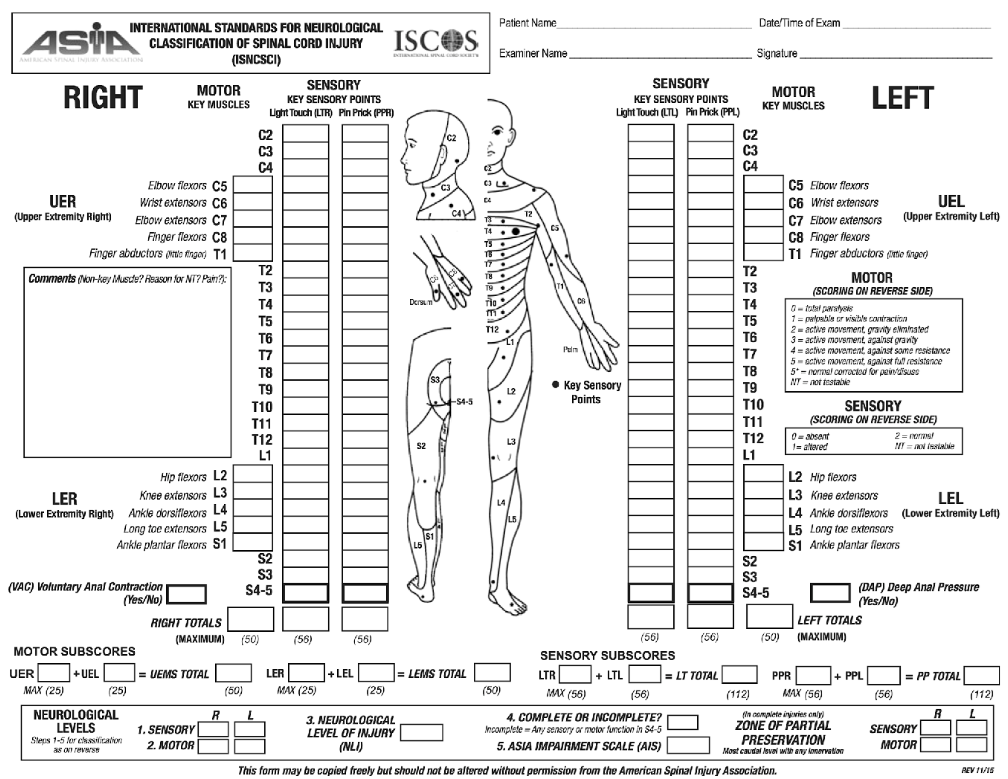 ASIA
AMERICAN SPINAL INJURY ASSOCIATION
INTERNATIONAL STANDARDS FOR NEUROLOGICAL
CLASSIFICATION OF SPINAL CORD INJURY
(ISNCSCI)
ISCOS
INTERNATIONAL SPINAL CORD SOCIETY
Patient Name
Date/Time of Exam
Examiner Name
Signature
RIGHT
MOTOR
KEY MUSCLES
SENSORY
KEY SENSORY POINTS
Light Touch (LTR) Pin Prick (PPR)
C2
C3
C4
UER
(Upper Extremity Right)
Elbow flexors C5
Wrist extensors C6
Elbow extensors C7
Finger flexors C8
Finger abductors (little finger) T1
Comments (Non-key Muscle? Reason for NT? Pain?):
T2
T3
T4
T5
T6
T7
T8
T9
T10
T11
T12
L1
LER
(Lower Extremity Right)
Hip flexors L2
Knee extensors L3
Ankle dorsiflexors L4
Long toe extensors L5
Ankle plantar flexors S1
S2
S3
S4-5
(VAC) Voluntary Anal Contraction
(Yes/No)
RIGHT TOTALS
(MAXIMUM) (50) (56) (56)
C2
C3
C4
C2
C3
C4
T2
T3
T4
T5
T6
T7
T8
T9
T10
T11
T12
C5
T1
C6
L1
Palm
Dorsum
L2
L3
L4
L5
S3
S4-5
S2
L5
S1
● Key Sensory
Points
SENSORY
KEY SENSORY POINTS
Light Touch (LTL) Pin Prick (PPL)
MOTOR
KEY MUSCLES
LEFT
C2
C3
C4
C5 Elbow flexors
C6 Wrist extensors
C7 Elbow extensors
C8 Finger flexors
T1 Finger abductors (little finger)
UEL
(Upper Extremity Left)
T2
T3
T4
T5
T6
T7
T8
T9
T10
T11
T12
L1
MOTOR
(SCORING ON REVERSE SIDE)
0 = total paralysis
1 = palpable or visible contraction
2 = active movement, gravity eliminated
3 = active movement, against gravity
4 = active movement, against some resistance
5 = active movement, against full resistance
5* = normal corrected for pain/disuse
NT = not testable
SENSORY
(SCORING ON REVERSE SIDE)
0 = absent 2 = normal
1= altered NT = not testable
L2 Hip flexors
L3 Knee extensors
L4 Ankle dorsiflexors
L5 Long toe extensors
S1 Ankle plantar flexors
LEL
(Lower Extremity Left)
S2
S3
S4-5
(DAP) Deep Anal Pressure
(Yes/No)
LEFT TOTALS
(56) (56) (50) (MAXIMUM)
MOTOR SUBSCORES
UER + UEL = UEMS TOTAL LER + LEL = LEMS TOTAL
MAX (25) (25) (50) MAX (25) (25) (50)
SENSORY SUBSCORES
LTR + LTL = LT TOTAL PPR + PPL = PP TOTAL
MAX (56) (56) (112) MAX (56) (56) (112)
NEUROLOGICAL
LEVELS
Steps 1-5 for classification
as on reverse
R L
1. SENSORY
2. MOTOR
3. NEUROLOGICAL
LEVEL OF INJURY
(NLI)
4. COMPLETE OR INCOMPLETE?
Incomplete = Any sensory or motor function in S4-5
5. ASIA IMPAIRMENT SCALE (AIS)
(In complete injuries only)
ZONE OF PARTIAL
PRESERVATION
Most caudal level with any innervation
R L
SENSORY
MOTOR
This form may be copied freely but should not be altered without permission from the American Spinal Injury Association.
REV 11/15